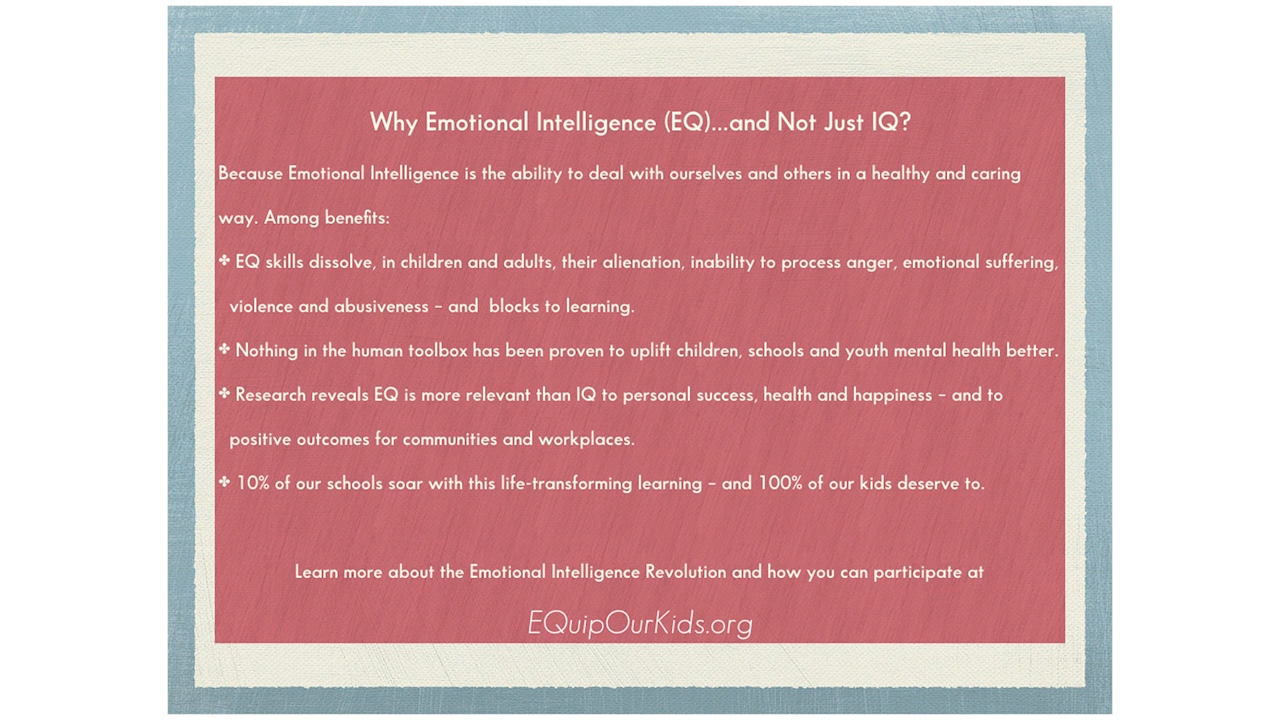 Why Emotional Intelligence (EQ)...and Not Just IQ?
Because Emotional Intelligence is the ability to deal with ourselves and others in a healthy and caring
way. Among benefits:
✤ EQ skills dissolve, in children and adults, their alienation, inability to process anger, emotional suffering,
violence and abusiveness – and  blocks to learning.
✤ Nothing in the human toolbox has been proven to uplift children, schools and youth mental health better.
✤ Research reveals EQ is more relevant than IQ to personal success, health and happiness – and to
positive outcomes for communities and workplaces.
✤ 10% of our schools soar with this life-transforming learning – and 100% of our kids deserve to.
Learn more about the Emotional Intelligence Revolution and how you can participate at
EQuipOurKids.org